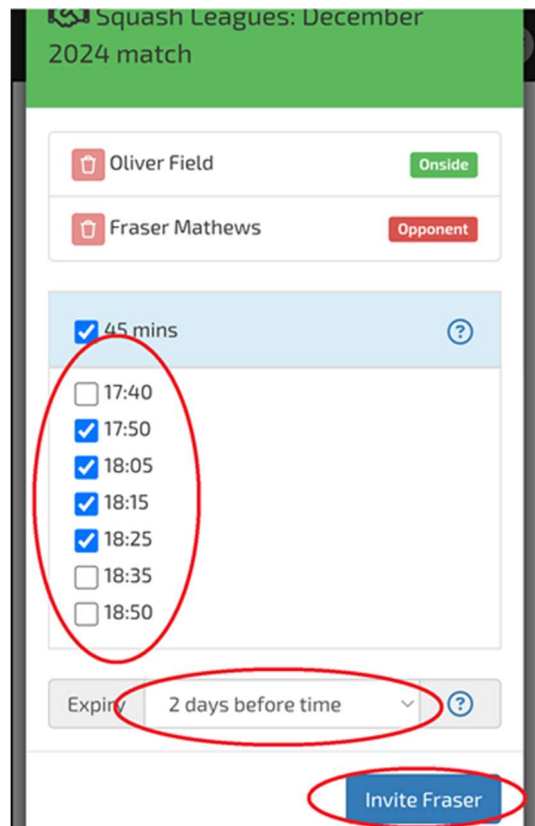 Squash Leagues: December
2024 match
Oliver Field Onside
Fraser Mathews Opponent
45 mins ?
17:40
17:50
18:05
18:15
18:25
18:35
18:50
Expiry 2 days before time ?
Invite Fraser